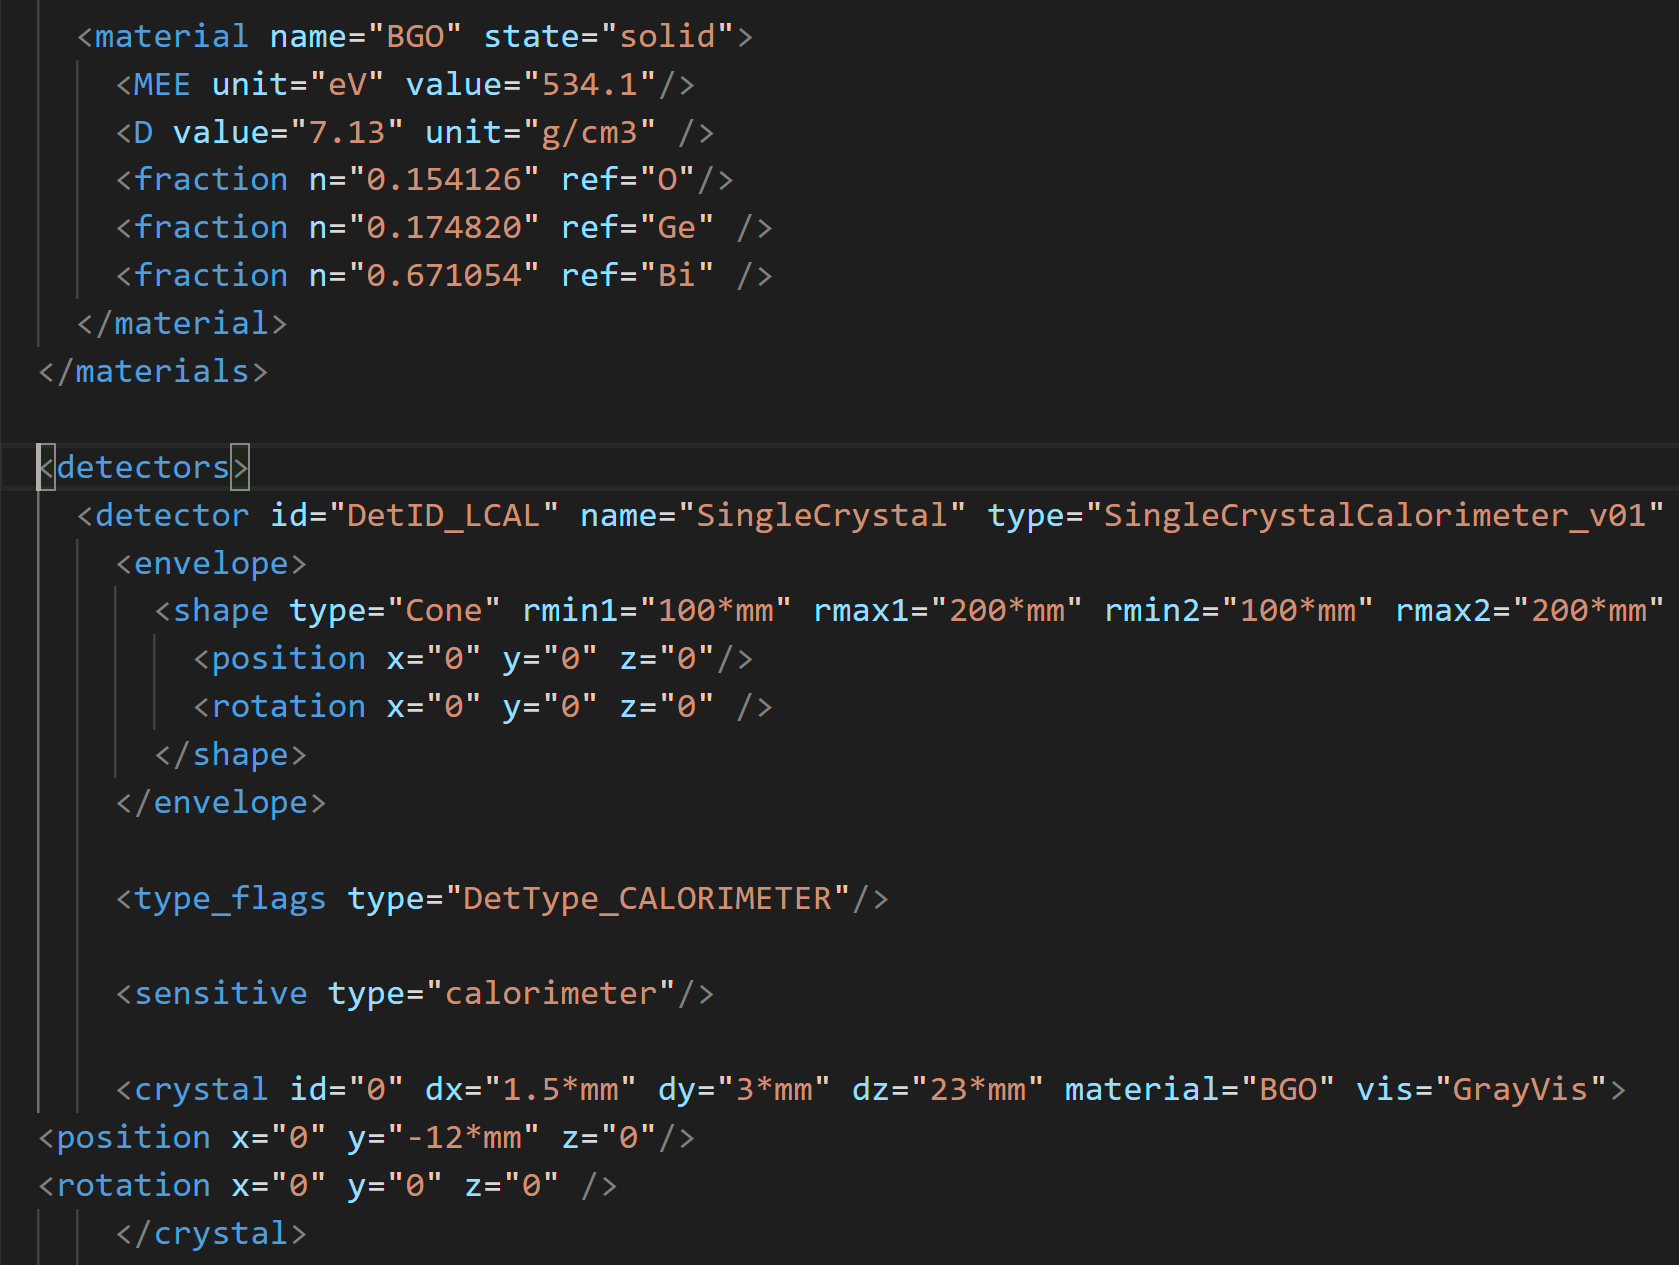 <material name="BGO" state="solid">
<MEE unit="eV" value="534.1"/>
<D value="7.13" unit="g/cm3" />
<fraction n="0.154126" ref="O"/>
<fraction n="0.174820" ref="Ge" />
<fraction n="0.671054" ref="Bi" />
</material>
</materials>
<detectors>
<detector id="DetID_LCAL" name="SingleCrystal" type="SingleCrystalCalorimeter_v01"
<envelope>
<shape type="Cone" rmin1="100*mm" rmax1="200*mm" rmin2="100*mm" rmax2="200*mm"
<position x="0" y="0" z="0"/>
<rotation x="0" y="0" z="0" />
</shape>
</envelope>
<type_flags type="DetType_CALORIMETER"/>
<sensitive type="calorimeter"/>
<crystal id="0" dx="1.5*mm" dy="3*mm" dz="23*mm" material="BGO" vis="GrayVis">
<position x="0" y="-12*mm" z="0"/>
<rotation x="0" y="0" z="0" />
</crystal>